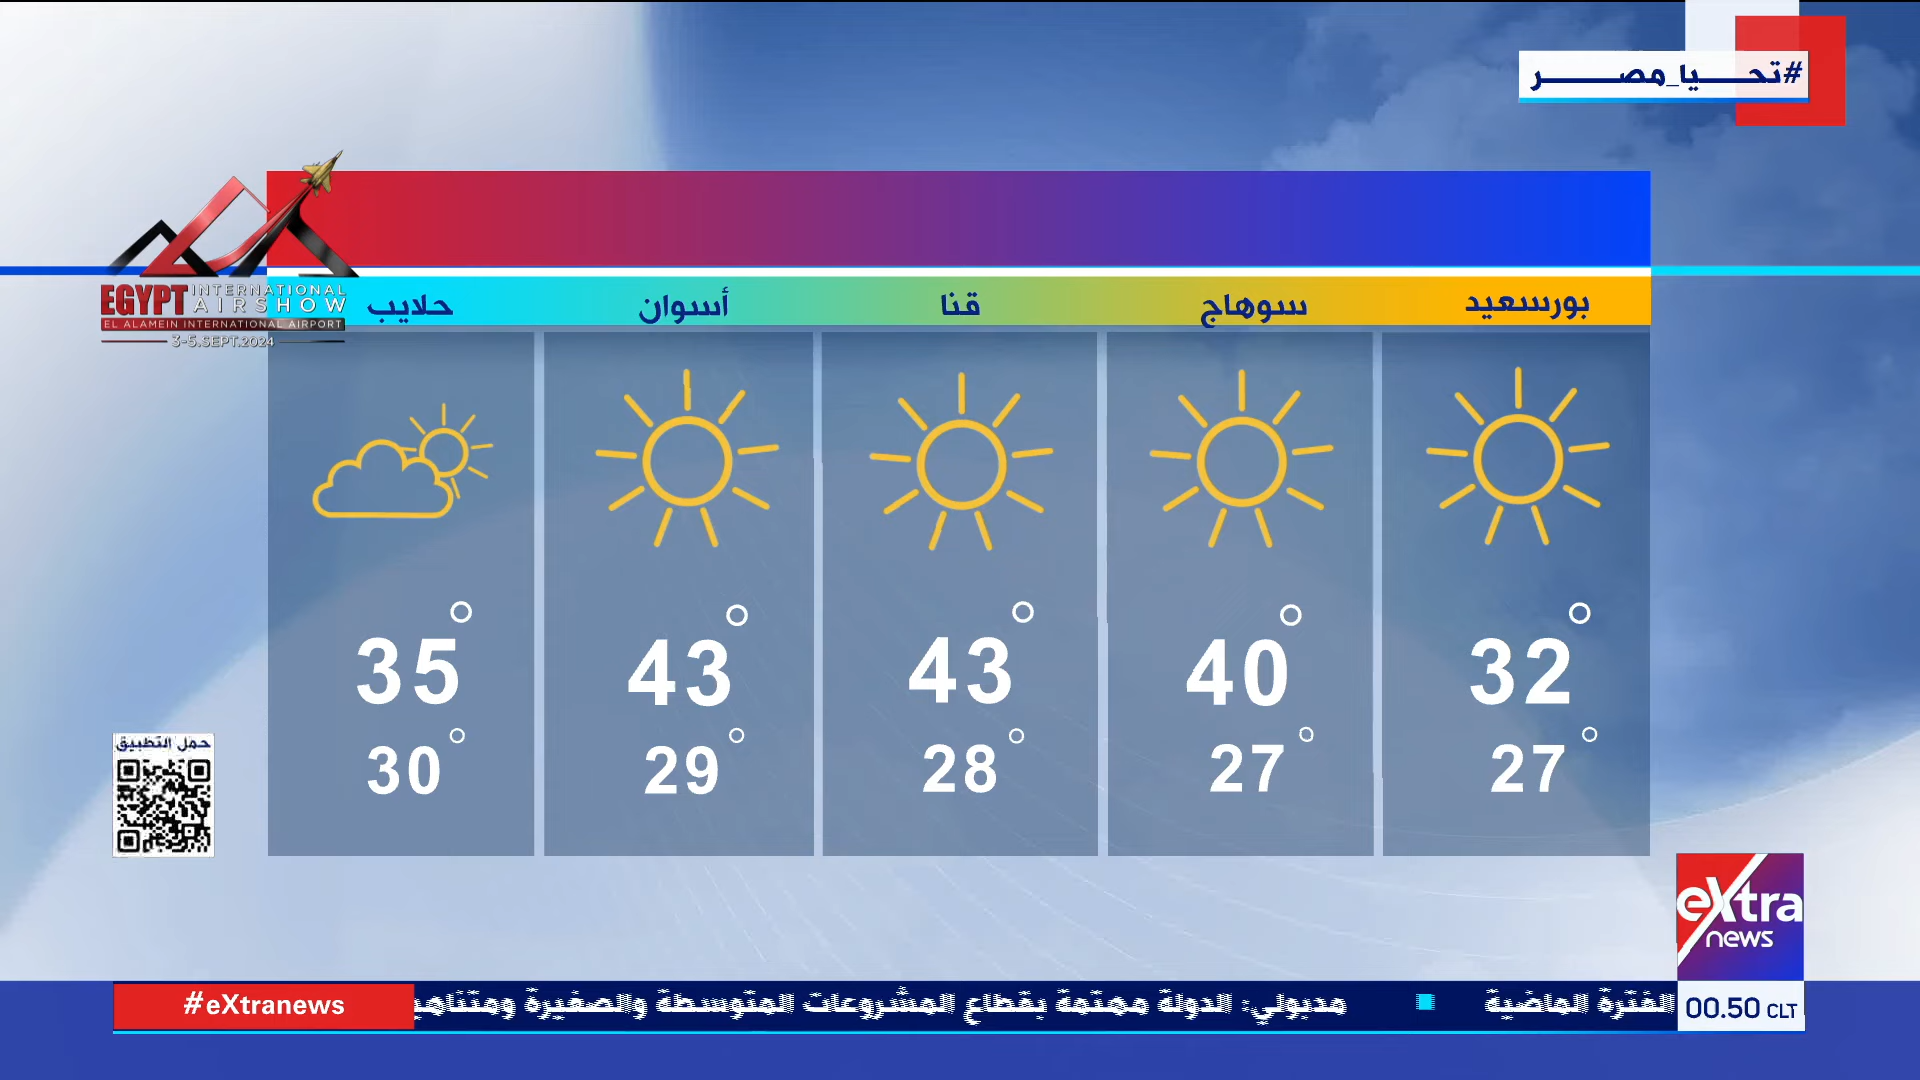 #تحيا_مصر
EGYPT INTERNATIONAL AIRSHOW
EL ALAMEIN INTERNATIONAL AIRPORT
3-5.SEPT.2024
بورسعيد
سوهاج
قنا
أسوان
حلايب
32° 40° 43° 43° 35°
27° 27° 28° 29° 30°
حمل التطبيق
eXtra news
#eXtranews
الفترة الماضية ■ مدبولي: الدولة مهتمة بقطاع المشروعات المتوسطة والصغيرة
00.50 CLT